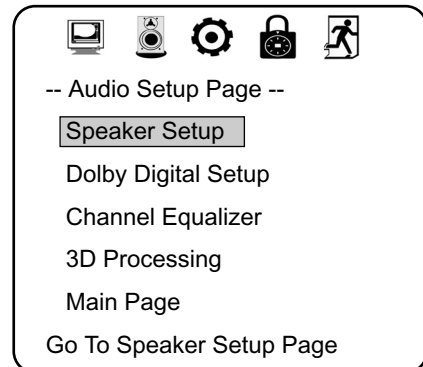 -- Audio Setup Page --
Speaker Setup
Dolby Digital Setup
Channel Equalizer
3D Processing
Main Page
Go To Speaker Setup Page